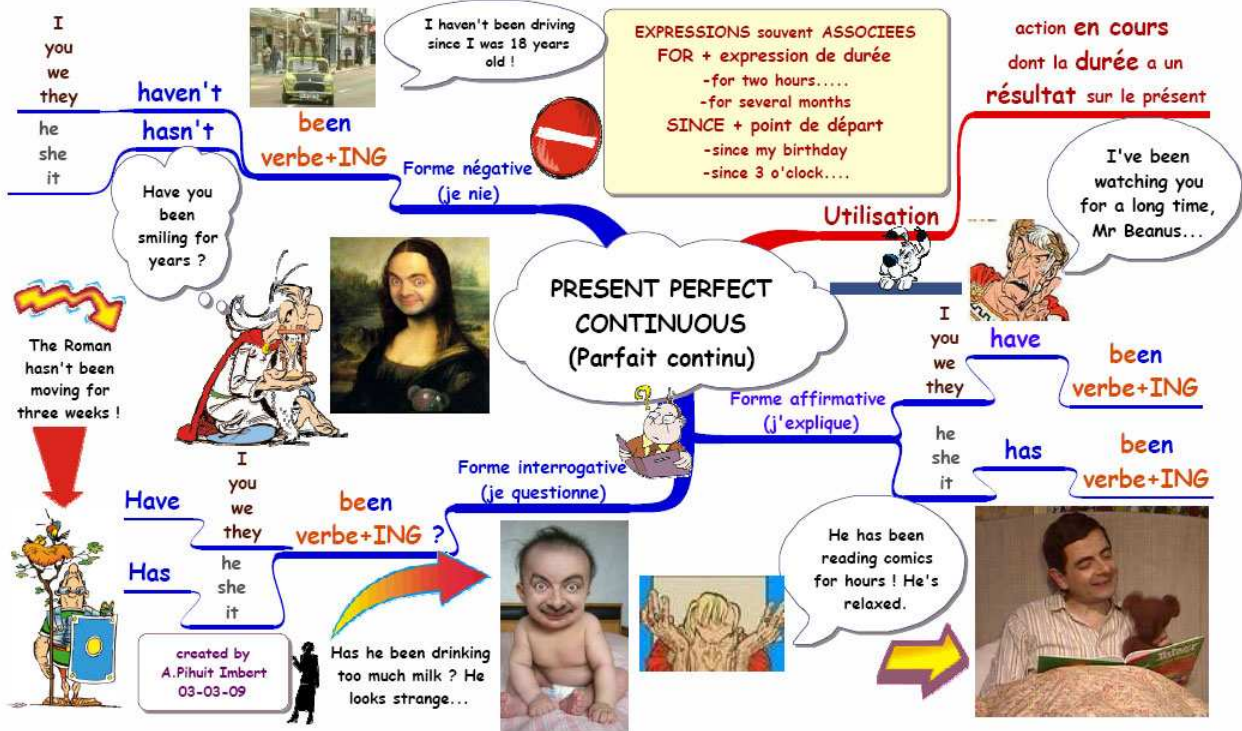 I
you
we
they
haven't
he
she
it
hasn't
been
verbe+ING
Forme négative
(je nie)
I haven't been driving
since I was 18 years
old !
EXPRESSIONS souvent ASSOCIEES
FOR + expression de durée
-for two hours.....
-for several months
SINCE + point de départ
-since my birthday
-since 3 o'clock....
action en cours
dont la durée a un
résultat sur le présent
Utilisation
I've been
watching you
for a long time,
Mr Beanus...
Have you
been
smiling for
years ?
PRESENT PERFECT
CONTINUOUS
(Parfait continu)
The Roman
hasn't been
moving for
three weeks !
Forme affirmative
(j'explique)
I
you
we
they
have
been
verbe+ING
he
she
it
has
been
verbe+ING
Forme interrogative
(je questionne)
Have
I
you
we
they
Has
he
she
it
been
verbe+ING ?
He has been
reading comics
for hours ! He's
relaxed.
Has he been drinking
too much milk ? He
looks strange...
created by
A.Pihuit Imbert
03-03-09